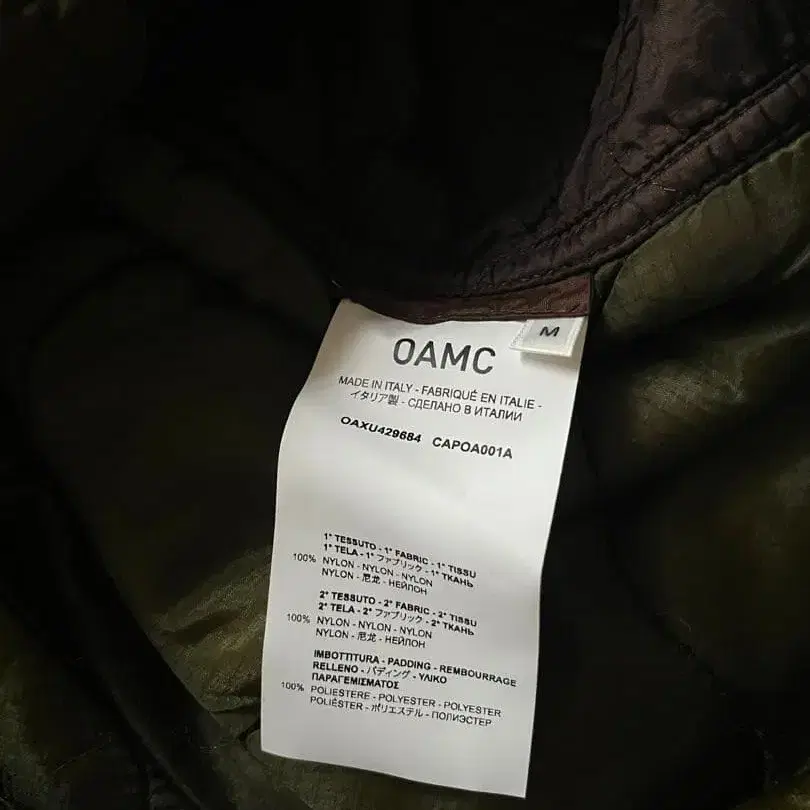 M
OAMC
MADE IN ITALY - FABRIQUÉ EN ITALIE -
イタリア製 - СДЕЛАНО В ИТАЛИИ
OAXU429684 CAPOA001A
1° TESSUTO - 1° FABRIC - 1° TISSU
1° TELA - 1° ファブリック - 1° ТКАНЬ
100% NYLON - NYLON - NYLON
NYLON - 尼龙 - НЕЙЛОН
2° TESSUTO - 2° FABRIC - 2° TISSU
2° TELA - 2° ファブリック - 2° ТКАНЬ
100% NYLON - NYLON - NYLON
NYLON - 尼龙 - НЕЙЛОН
IMBOTTITURA - PADDING - REMBOURRAGE
RELLENO - パディング - ΥΛΙΚΟ
ΠΑΡΑΓΕΜΙΣΜΑΤΟΣ
100% POLIESTERE - POLYESTER - POLYESTER
POLIÉSTER - ポリエステル - ПОЛИЭСТЕР